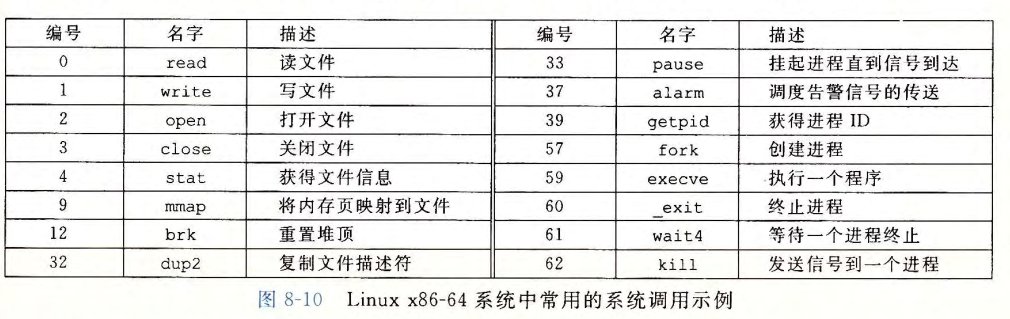 编号 名字 描述 编号 名字 描述
0 read 读文件 33 pause 挂起进程直到信号到达
1 write 写文件 37 alarm 调度告警信号的传送
2 open 打开文件 39 getpid 获得进程 ID
3 close 关闭文件 57 fork 创建进程
4 stat 获得文件信息 59 execve 执行一个程序
9 mmap 将内存页映射到文件 60 _exit 终止进程
12 brk 重置堆顶 61 wait4 等待一个进程终止
32 dup2 复制文件描述符 62 kill 发送信号到一个进程
图 8-10 Linux x86-64 系统中常用的系统调用示例